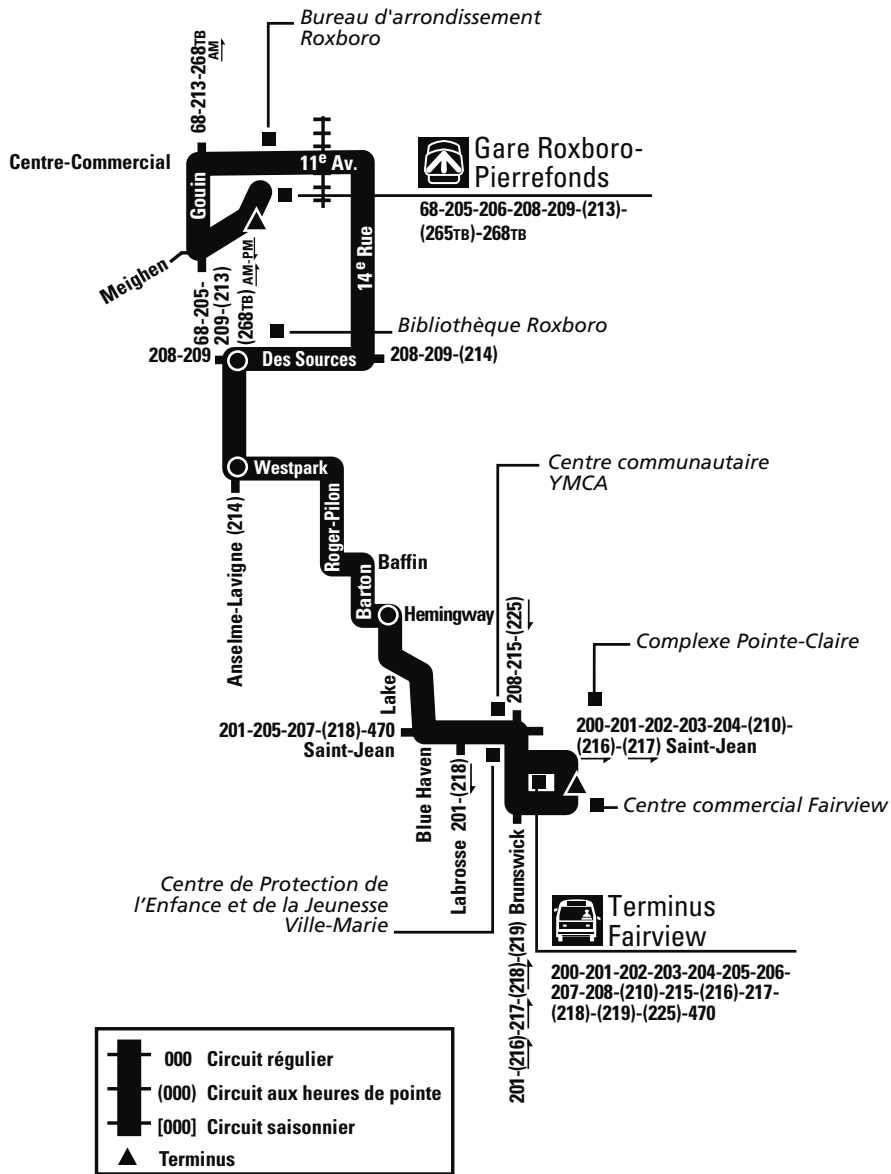 Bureau d'arrondissement
Roxboro
68-213-268TB
AM
Centre-Commercial
11e Av.
Gouin
Gare Roxboro-
Pierrefonds
68-205-206-208-209-(213)-
(265TB)-268TB
14e Rue
Meighen
68-205-
209-(213)
(268TB) AM-PM
Bibliothèque Roxboro
208-209
Des Sources
208-209-(214)
Westpark
Anselme-Lavigne (214)
Roger-Pilon
Centre communautaire
YMCA
Baffin
Barton
Hemingway
208-215-(225)
Complexe Pointe-Claire
Lake
201-205-207-(218)-470
Saint-Jean
200-201-202-203-204-(210)-
(216)-(217) Saint-Jean
Blue Haven
Labrosse 201-(218)
Centre commercial Fairview
201-(216)-217-(218)-(219) Brunswick
Centre de Protection de
l'Enfance et de la Jeunesse
Ville-Marie
Terminus
Fairview
200-201-202-203-204-205-206-
207-208-(210)-215-(216)-217-
(218)-(219)-(225)-470
000 Circuit régulier
(000) Circuit aux heures de pointe
[000] Circuit saisonnier
Terminus